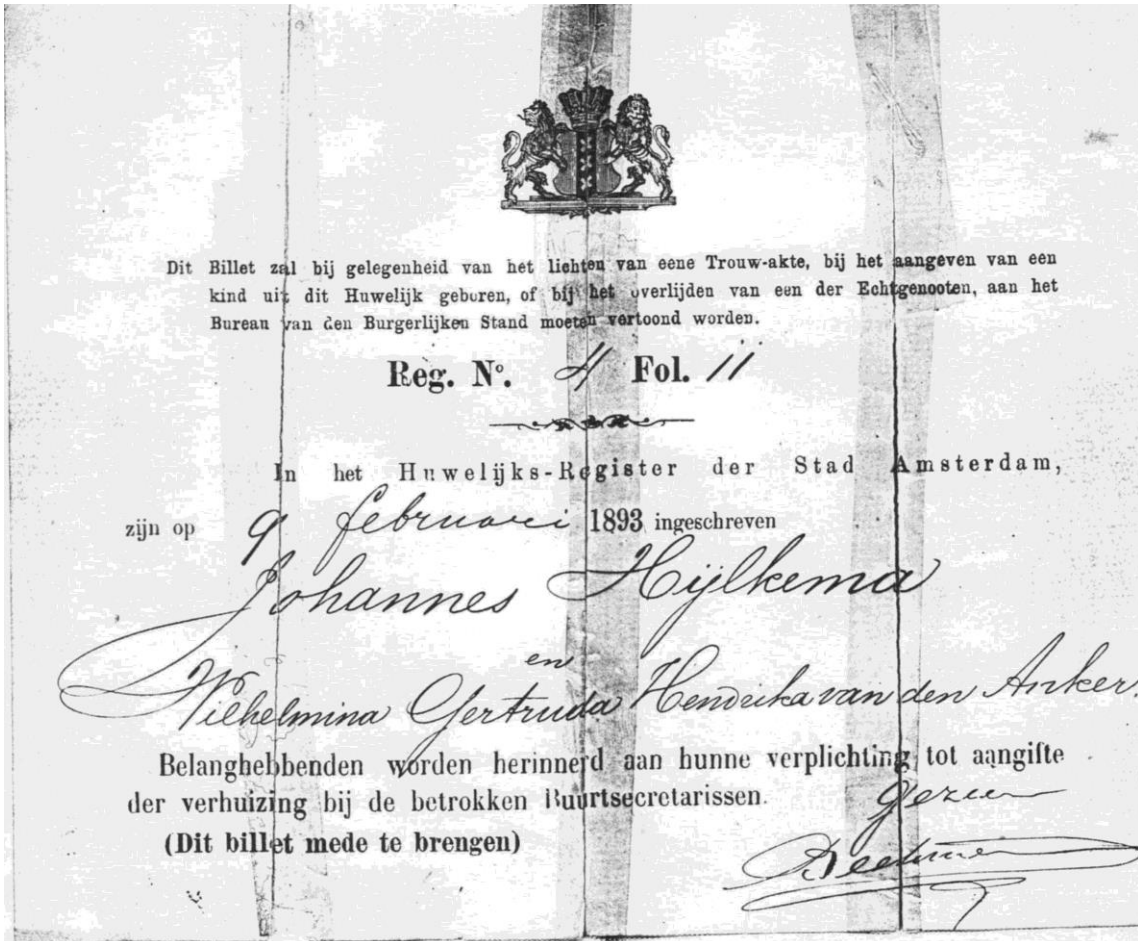 Dit Billet zal bij gelegenheid van het lichten van eene Trouw-akte, bij het aangeven van een
kind uit dit Huwelijk geboren, of bij het overlijden van een der Echtgenooten, aan het
Bureau van den Burgerlijken Stand moeten vertoond worden.
Reg. No. 4 Fol. 11
In het Huwelijks-Register der Stad Amsterdam,
zijn op 9 februari 1893 ingeschreven
Johannes Hijlkema
en
Wilhelmina Gertruda Hendrika van den Anker
Belanghebbenden worden herinnerd aan hunne verplichting tot aangifte
der verhuizing bij de betrokken Buurtsecretarissen.
Gezien
(Dit billet mede te brengen)